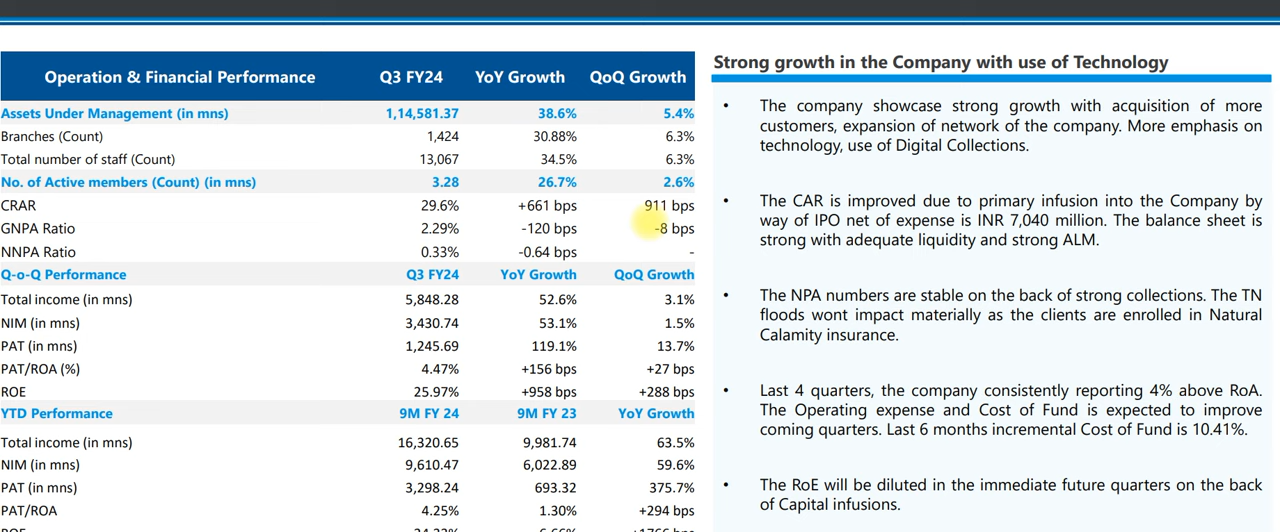 Operation & Financial Performance Q3 FY24 YoY Growth QoQ Growth
Assets Under Management (in mns) 1,14,581.37 38.6% 5.4%
Branches (Count) 1,424 30.88% 6.3%
Total number of staff (Count) 13,067 34.5% 6.3%
No. of Active members (Count) (in mns) 3.28 26.7% 2.6%
CRAR 29.6% +661 bps 911 bps
GNPA Ratio 2.29% -120 bps -8 bps
NNPA Ratio 0.33% -0.64 bps -
Q-o-Q Performance Q3 FY24 YoY Growth QoQ Growth
Total income (in mns) 5,848.28 52.6% 3.1%
NIM (in mns) 3,430.74 53.1% 1.5%
PAT (in mns) 1,245.69 119.1% 13.7%
PAT/ROA (%) 4.47% +156 bps +27 bps
ROE 25.97% +958 bps +288 bps
YTD Performance 9M FY 24 9M FY 23 YoY Growth
Total income (in mns) 16,320.65 9,981.74 63.5%
NIM (in mns) 9,610.47 6,022.89 59.6%
PAT (in mns) 3,298.24 693.32 375.7%
PAT/ROA 4.25% 1.30% +294 bps
Strong growth in the Company with use of Technology
• The company showcase strong growth with acquisition of more
customers, expansion of network of the company. More emphasis on
technology, use of Digital Collections.
• The CAR is improved due to primary infusion into the Company by
way of IPO net of expense is INR 7,040 million. The balance sheet is
strong with adequate liquidity and strong ALM.
• The NPA numbers are stable on the back of strong collections. The TN
floods wont impact materially as the clients are enrolled in Natural
Calamity insurance.
• Last 4 quarters, the company consistently reporting 4% above RoA.
The Operating expense and Cost of Fund is expected to improve
coming quarters. Last 6 months incremental Cost of Fund is 10.41%.
• The RoE will be diluted in the immediate future quarters on the back
of Capital infusions.